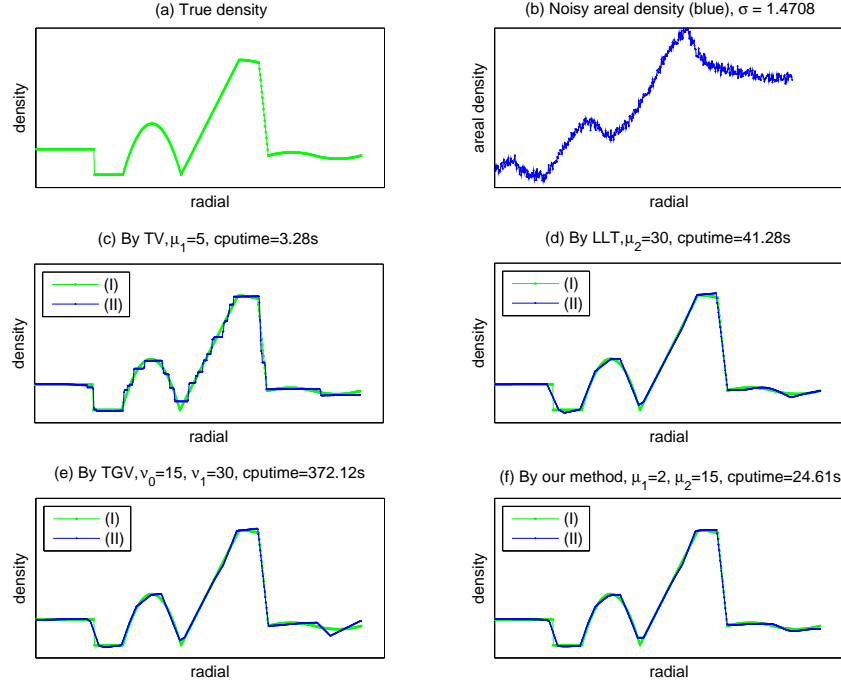 (a) True density
density
radial
(b) Noisy areal density (blue), σ = 1.4708
areal density
radial
(c) By TV, μ1=5, cputime=3.28s
(I)
(II)
density
radial
(d) By LLT,μ2=30, cputime=41.28s
(I)
(II)
density
radial
(e) By TGV, ν0=15, ν1=30, cputime=372.12s
(I)
(II)
density
radial
(f) By our method, μ1=2, μ2=15, cputime=24.61s
(I)
(II)
density
radial